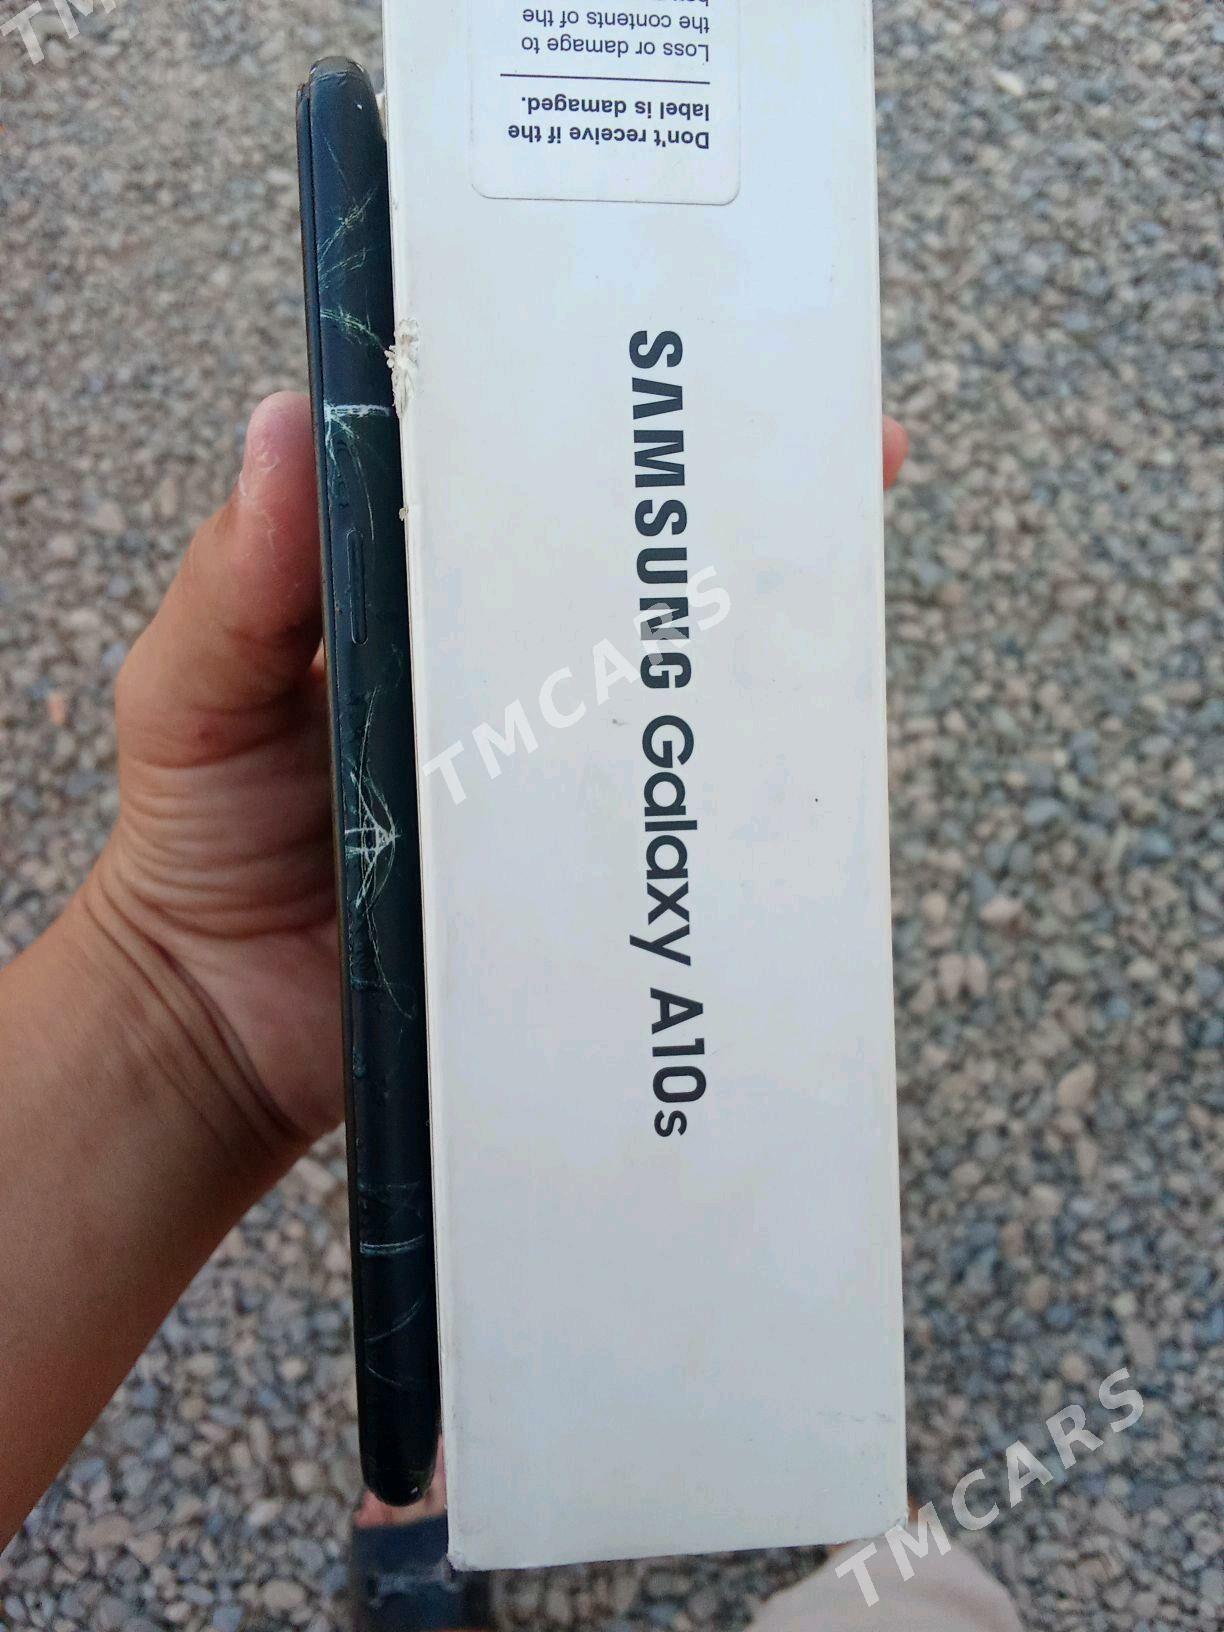 Don't receive if the
label is damaged.
Loss or damage to
the contents of the
SAMSUNG Galaxy A10s
TMCARS
TMCARS
TM